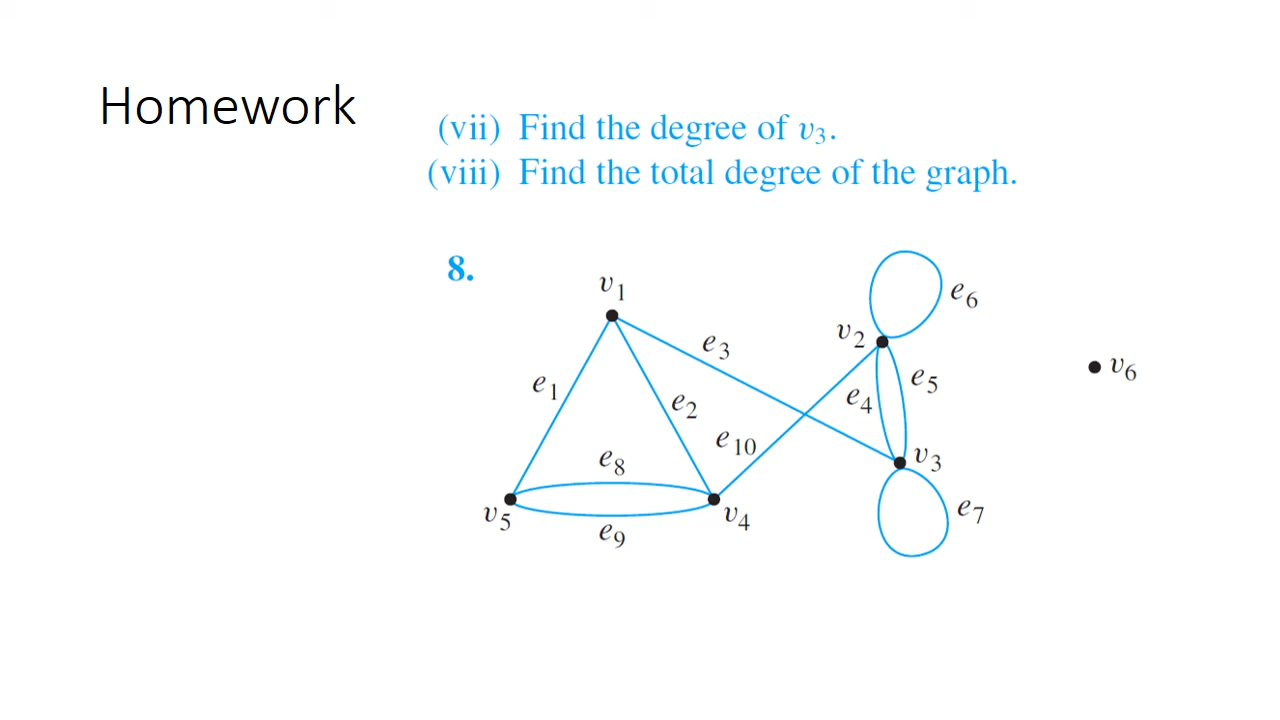 Homework
(vii) Find the degree of v3.
(viii) Find the total degree of the graph.
8.
v1
e6
v2
e3
v6
e1
e5
e2
e4
e10
e8
v3
v5
v4
e7
e9